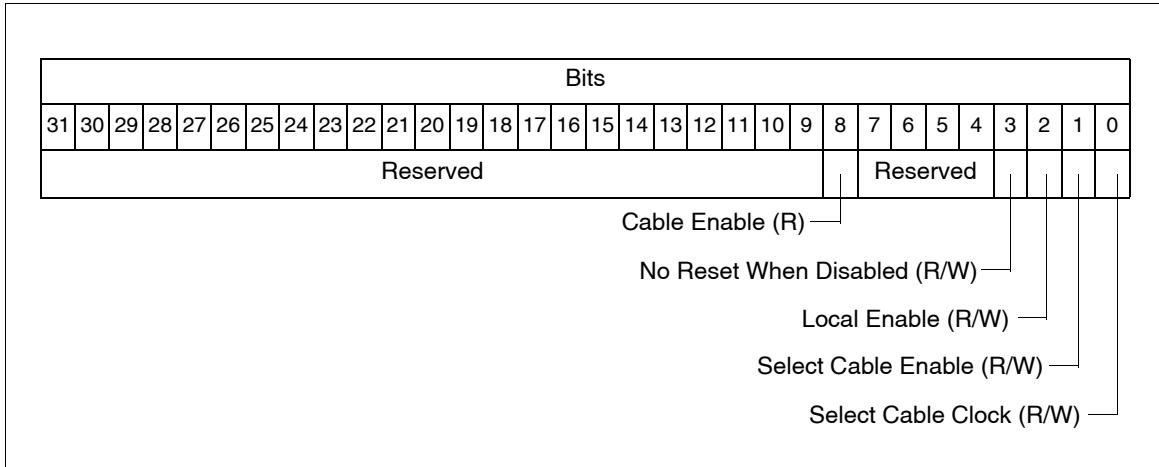 Bits
31 30 29 28 27 26 25 24 23 22 21 20 19 18 17 16 15 14 13 12 11 10 9 8 7 6 5 4 3 2 1 0
Reserved Reserved
Cable Enable (R)
No Reset When Disabled (R/W)
Local Enable (R/W)
Select Cable Enable (R/W)
Select Cable Clock (R/W)